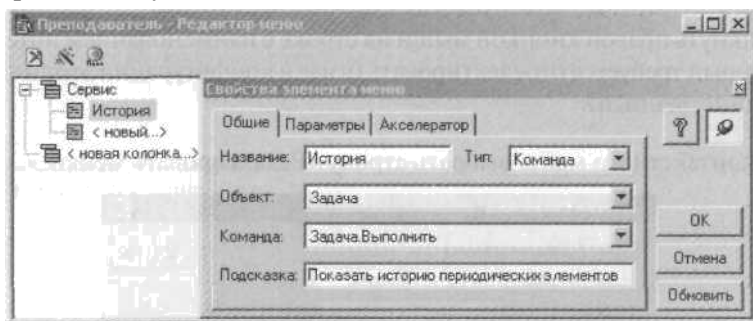 Преподаватель - Редактор меню
Сервис
История
< новый...>
< новая колонка...>
Свойства элемента меню
Общие Параметры Акселератор
Название: История Тип: Команда
Объект: Задача
Команда: Задача.Выполнить
Подсказка: Показать историю периодических элементов
OK
Отмена
Обновить